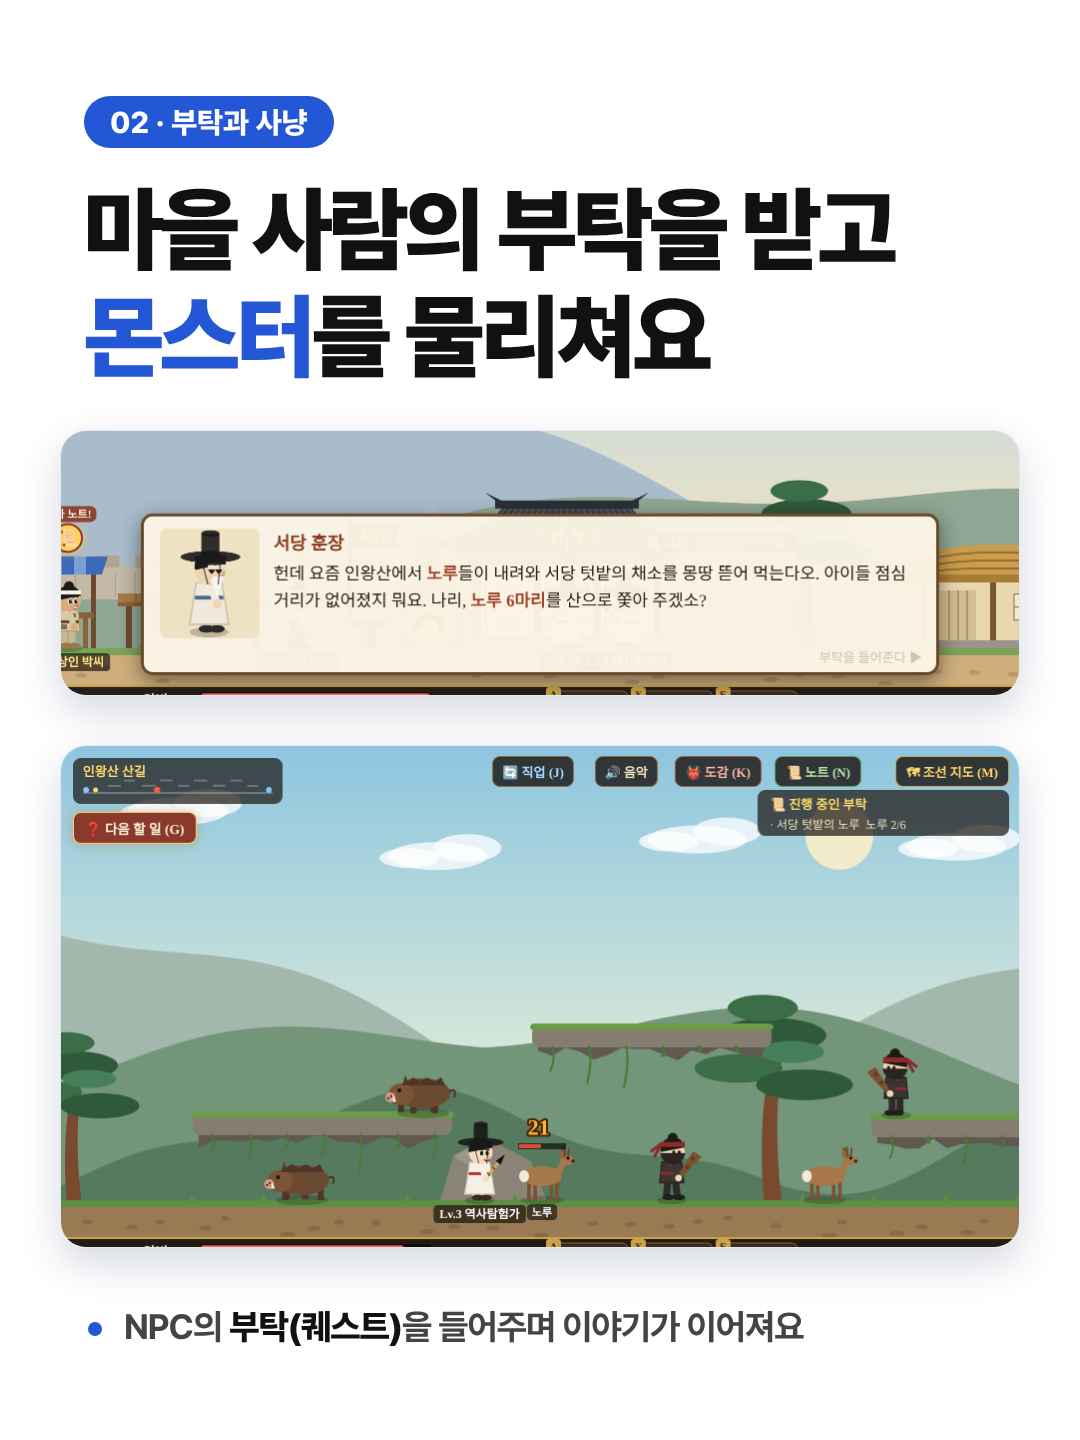 02 · 부탁과 사냥
마을 사람의 부탁을 받고
몬스터를 물리쳐요
노트!
상인 박씨
서당 훈장
헌데 요즘 인왕산에서 노루들이 내려와 서당 텃밭의 채소를 몽땅 뜯어 먹는다오. 아이들 점심
거리가 없어졌지 뭐요. 나리, 노루 6마리를 산으로 쫓아 주겠소?
부탁을 들어준다 ▶
인왕산 산길
❓ 다음 할 일 (G)
🔄 직업 (J)
🔊 음악
👹 도감 (K)
📜 노트 (N)
🗺 조선 지도 (M)
📜 진행 중인 부탁
· 서당 텃밭의 노루 노루 2/6
21
Lv.3 역사탐험가
노루
• NPC의 부탁(퀘스트)을 들어주며 이야기가 이어져요